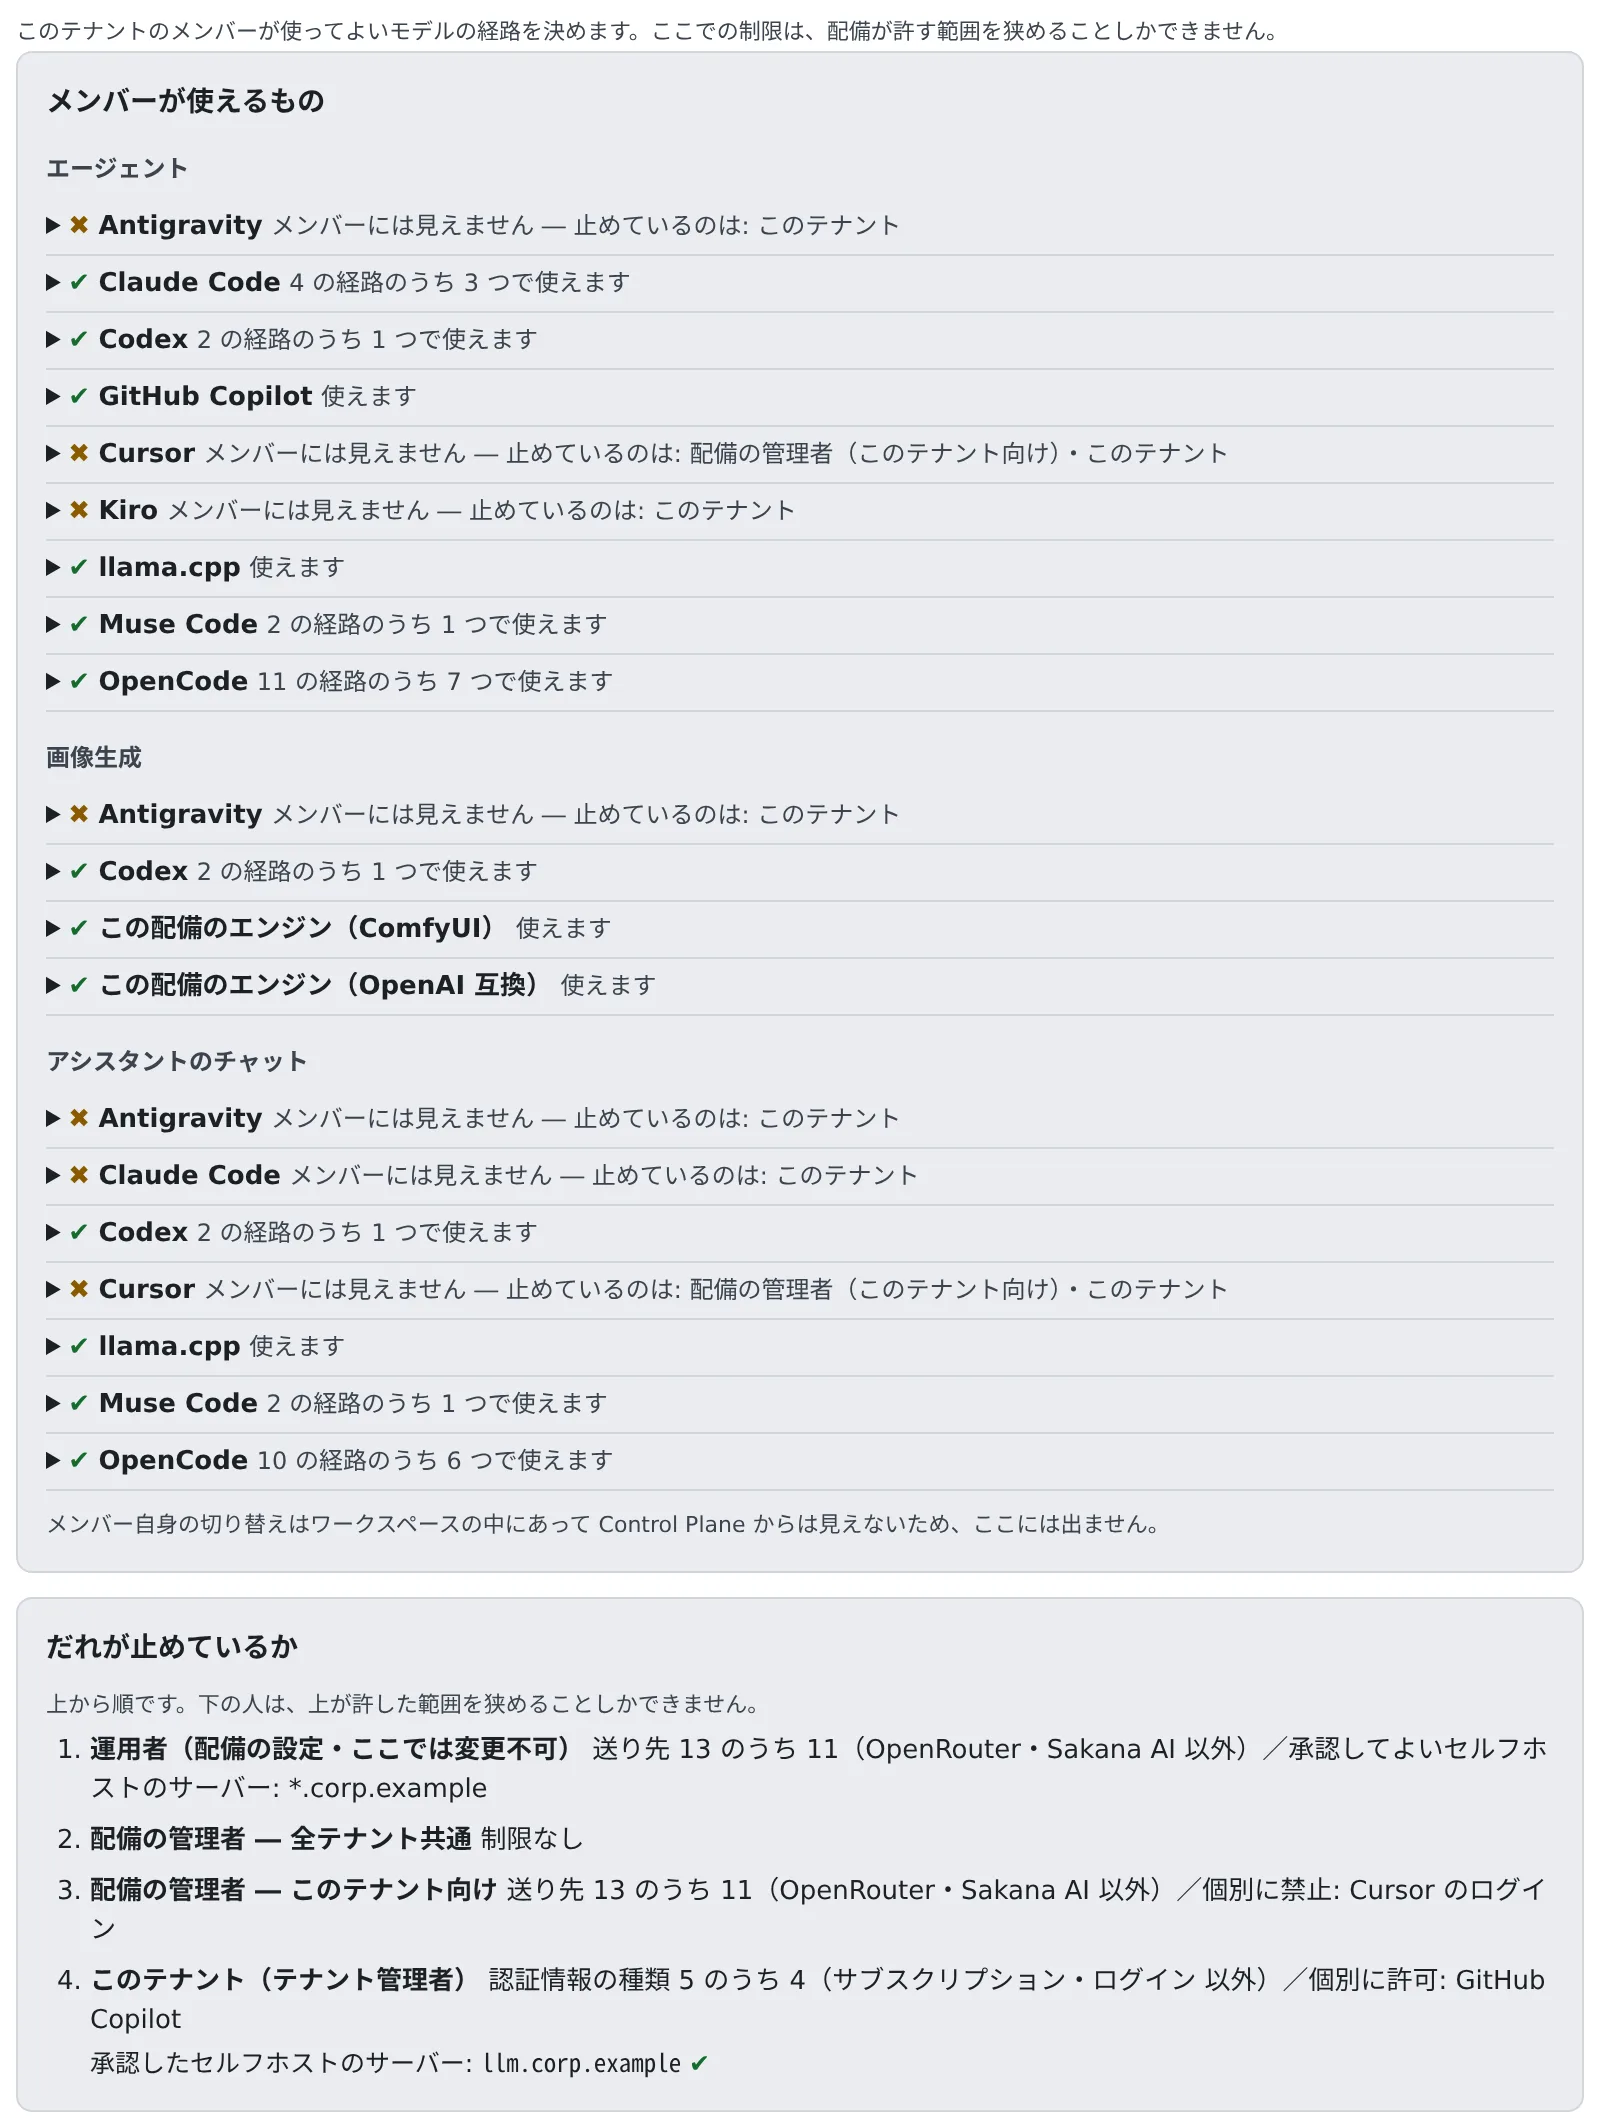 このテナントのメンバーが使ってよいモデルの経路を決めます。ここでの制限は、配備が許す範囲を狭めることしかできません。
メンバーが使えるもの
エージェント
▶ ✖ Antigravity メンバーには見えません — 止めているのは: このテナント
▶ ✔ Claude Code 4 の経路のうち 3 つで使えます
▶ ✔ Codex 2 の経路のうち 1 つで使えます
▶ ✔ GitHub Copilot 使えます
▶ ✖ Cursor メンバーには見えません — 止めているのは: 配備の管理者（このテナント向け）・このテナント
▶ ✖ Kiro メンバーには見えません — 止めているのは: このテナント
▶ ✔ llama.cpp 使えます
▶ ✔ Muse Code 2 の経路のうち 1 つで使えます
▶ ✔ OpenCode 11 の経路のうち 7 つで使えます
画像生成
▶ ✖ Antigravity メンバーには見えません — 止めているのは: このテナント
▶ ✔ Codex 2 の経路のうち 1 つで使えます
▶ ✔ この配備のエンジン（ComfyUI） 使えます
▶ ✔ この配備のエンジン（OpenAI 互換） 使えます
アシスタントのチャット
▶ ✖ Antigravity メンバーには見えません — 止めているのは: このテナント
▶ ✖ Claude Code メンバーには見えません — 止めているのは: このテナント
▶ ✔ Codex 2 の経路のうち 1 つで使えます
▶ ✖ Cursor メンバーには見えません — 止めているのは: 配備の管理者（このテナント向け）・このテナント
▶ ✔ llama.cpp 使えます
▶ ✔ Muse Code 2 の経路のうち 1 つで使えます
▶ ✔ OpenCode 10 の経路のうち 6 つで使えます
メンバー自身の切り替えはワークスペースの中にあって Control Plane からは見えないため、ここには出ません。
だれが止めているか
上から順です。下の人は、上が許した範囲を狭めることしかできません。
1. 運用者（配備の設定・ここでは変更不可） 送り先 13 のうち 11（OpenRouter・Sakana AI 以外）／承認してよいセルフホ
ストのサーバー: *.corp.example
2. 配備の管理者 — 全テナント共通 制限なし
3. 配備の管理者 — このテナント向け 送り先 13 のうち 11（OpenRouter・Sakana AI 以外）／個別に禁止: Cursor のログイ
ン
4. このテナント（テナント管理者） 認証情報の種類 5 のうち 4（サブスクリプション・ログイン 以外）／個別に許可: GitHub
Copilot
承認したセルフホストのサーバー: llm.corp.example ✔